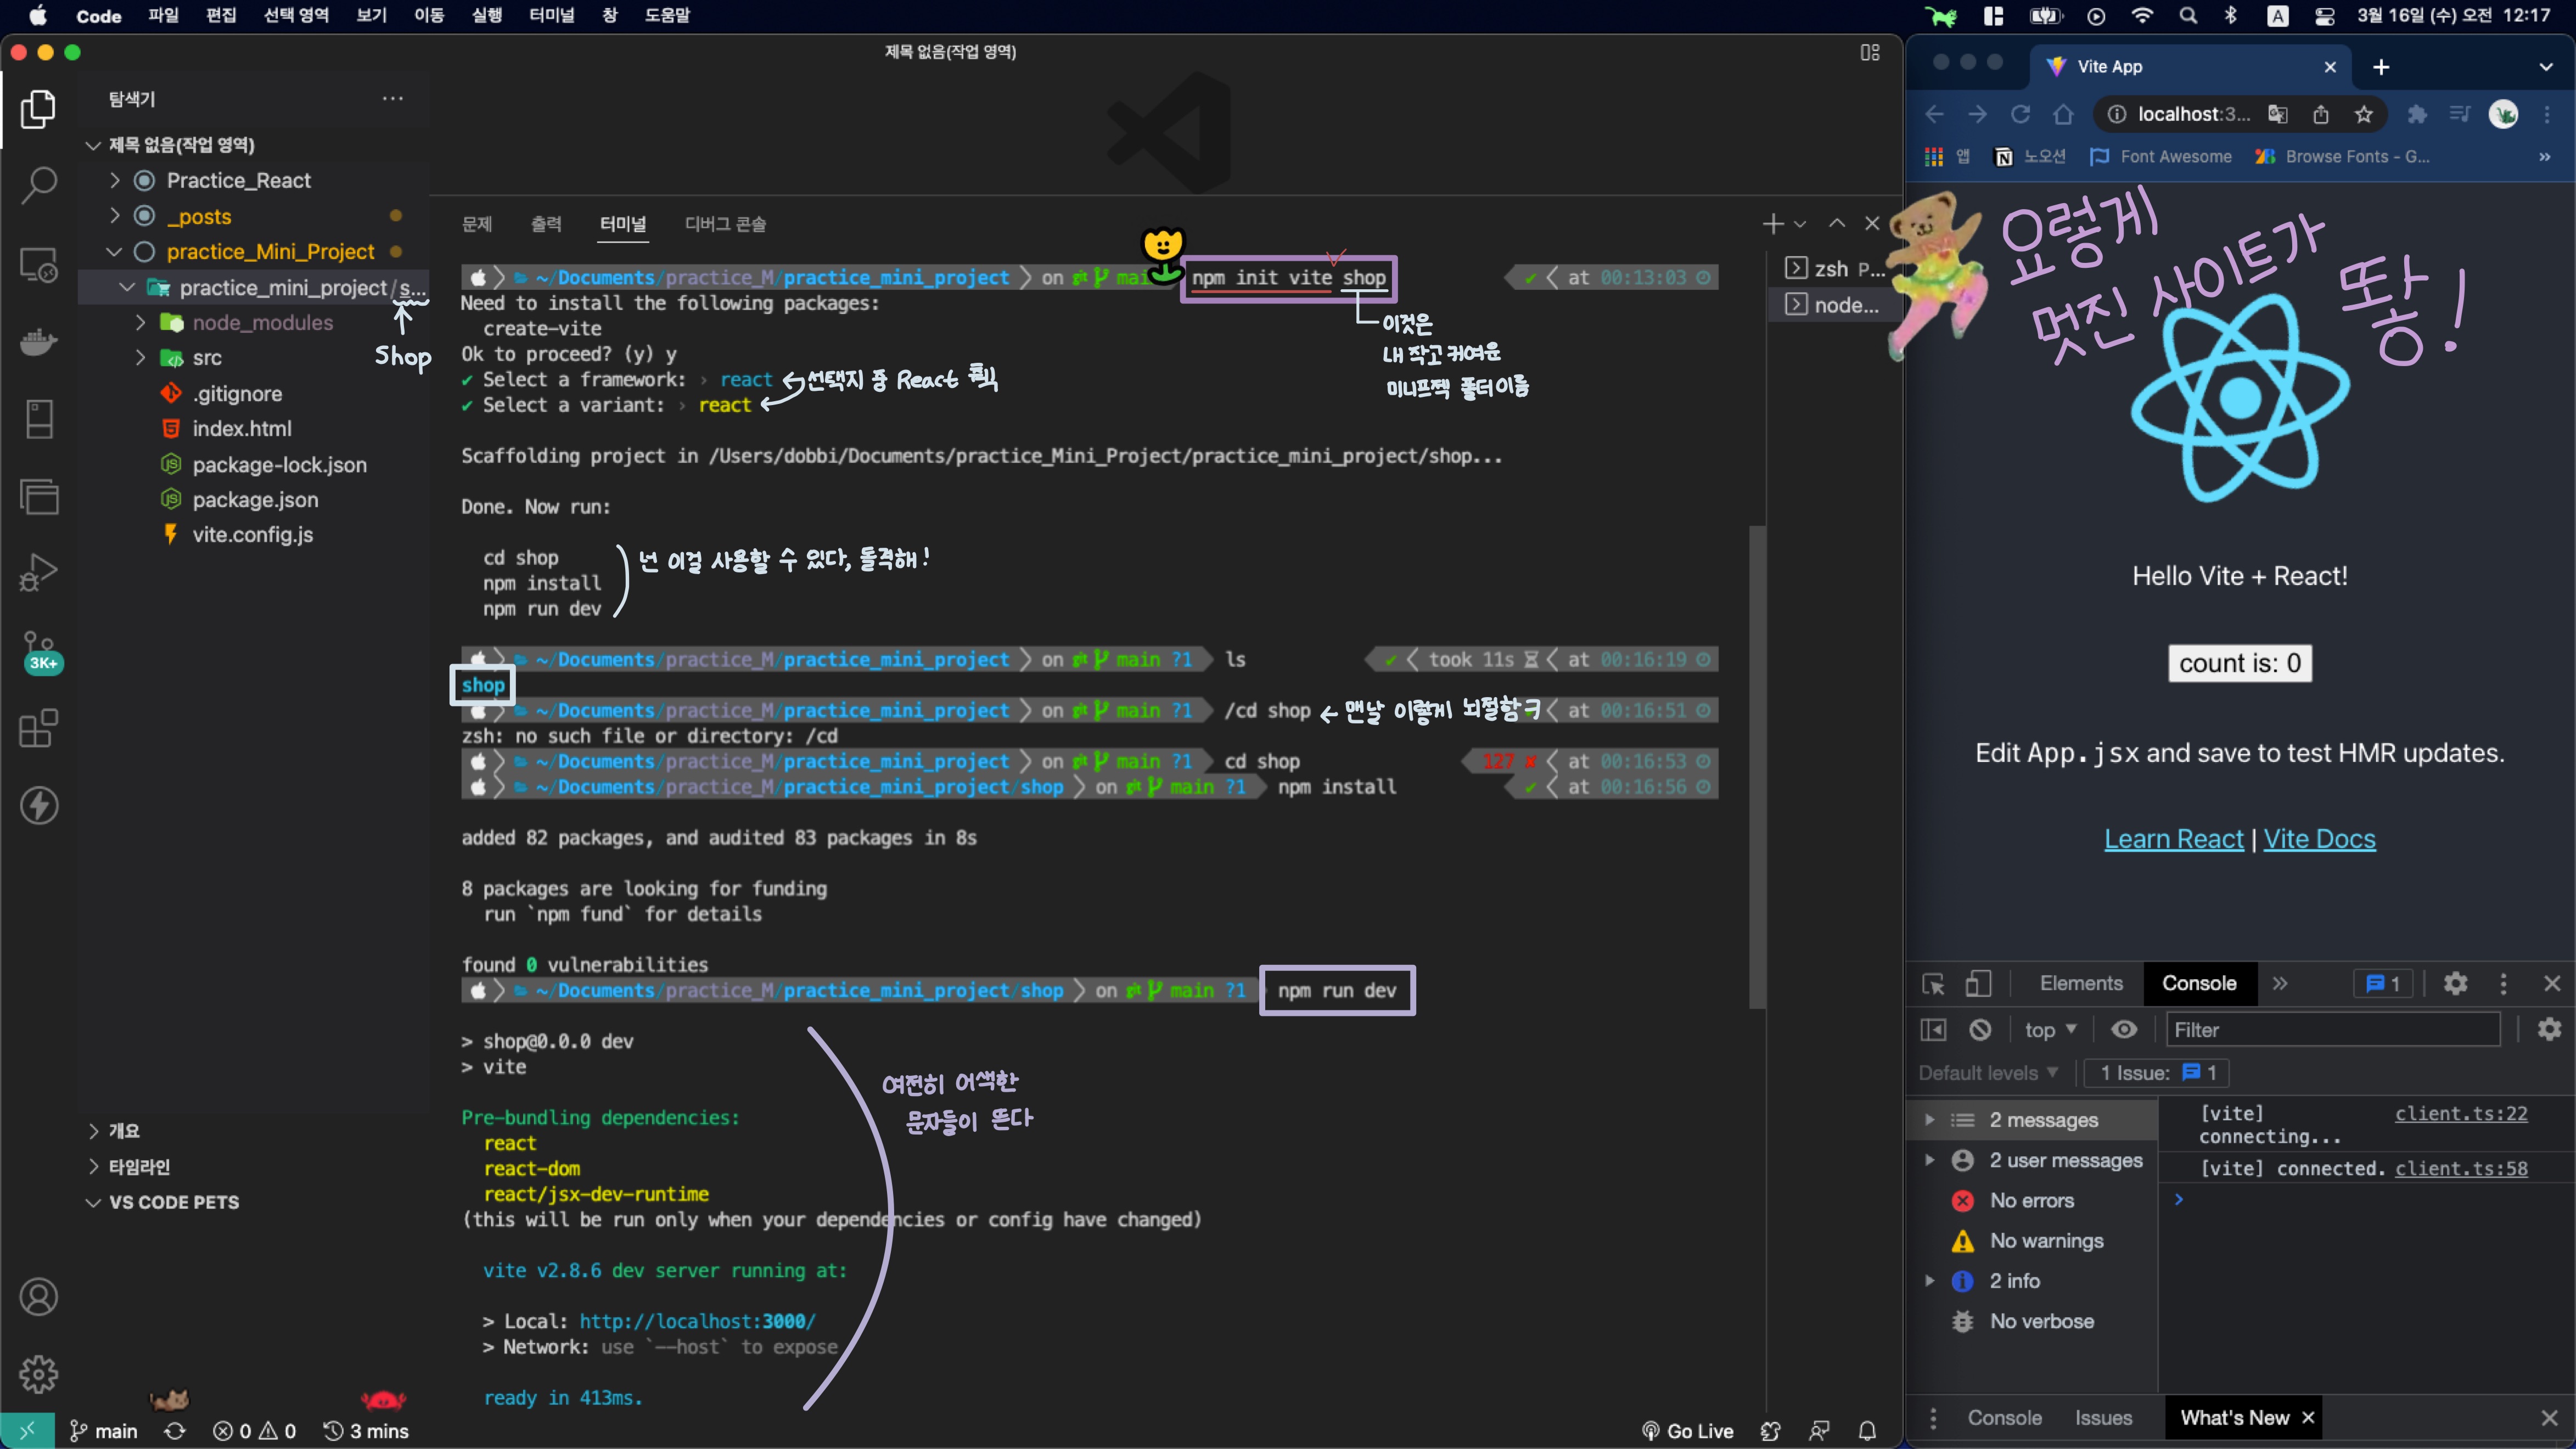 Code 파일 편집 선택 영역 보기 이동 실행 터미널 창 도움말
A 3월 16일 (수) 오전 12:17
제목 없음(작업 영역)
탐색기
제목 없음(작업 영역)
Practice_React
_posts
practice_Mini_Project
practice_mini_project/s...
Shop
node_modules
src
.gitignore
index.html
package-lock.json
package.json
vite.config.js
3K+
개요
타임라인
VS CODE PETS
문제 출력 터미널 디버그 콘솔
zsh P...
node...
~/Documents/practice_M/practice_mini_project on mai npm init vite shop ✔ at 00:13:03
Need to install the following packages:
create-vite
Ok to proceed? (y) y
✔ Select a framework: › react
✔ Select a variant: › react
선택지 중 React 픽
이것은
내 작고 커여운
미니프젝 폴더이름
Scaffolding project in /Users/dobbi/Documents/practice_Mini_Project/practice_mini_project/shop...
Done. Now run:
cd shop
npm install
npm run dev
넌 이걸 사용할 수 있다, 돌격해!
~/Documents/practice_M/practice_mini_project on main ?1 ls ✔ took 11s at 00:16:19
shop
~/Documents/practice_M/practice_mini_project on main ?1 /cd shop ← 맨날 이렇게 뇌절함ㅋ at 00:16:51
zsh: no such file or directory: /cd
~/Documents/practice_M/practice_mini_project on main ?1 cd shop 127 ✘ at 00:16:53
~/Documents/practice_M/practice_mini_project/shop on main ?1 npm install ✔ at 00:16:56
added 82 packages, and audited 83 packages in 8s
8 packages are looking for funding
run `npm fund` for details
found 0 vulnerabilities
~/Documents/practice_M/practice_mini_project/shop on main ?1 npm run dev
> shop@0.0.0 dev
> vite
여전히 어색한
문자들이 뜬다
Pre-bundling dependencies:
react
react-dom
react/jsx-dev-runtime
(this will be run only when your dependencies or config have changed)
vite v2.8.6 dev server running at:
> Local: http://localhost:3000/
> Network: use `--host` to expose
ready in 413ms.
main 0 0 3 mins
Go Live
Vite App
localhost:3...
앱 노오션 Font Awesome Browse Fonts - G...
요렇게
멋진 사이트가
똬송!
Hello Vite + React!
count is: 0
Edit App.jsx and save to test HMR updates.
Learn React | Vite Docs
Elements Console 1
top Filter
Default levels 1 Issue: 1
2 messages
2 user messages
No errors
No warnings
2 info
No verbose
[vite] client.ts:22
connecting...
[vite] connected. client.ts:58
Console Issues What's New